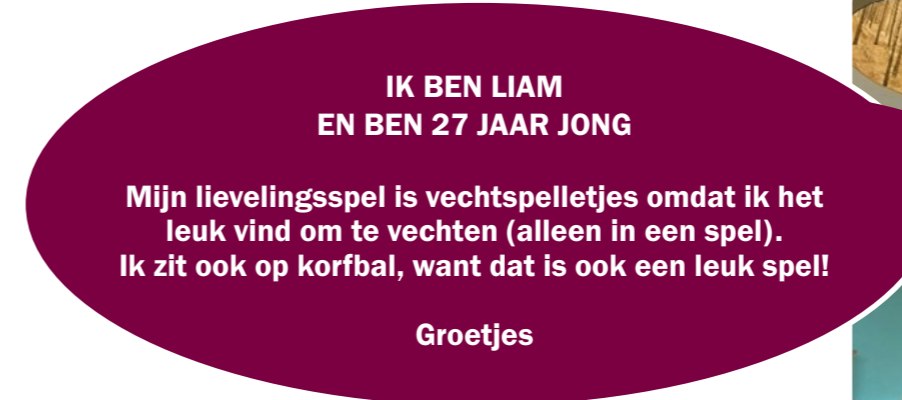 IK BEN LIAM
EN BEN 27 JAAR JONG
Mijn lievelingsspel is vechtspelletjes omdat ik het
leuk vind om te vechten (alleen in een spel).
Ik zit ook op korfbal, want dat is ook een leuk spel!
Groetjes